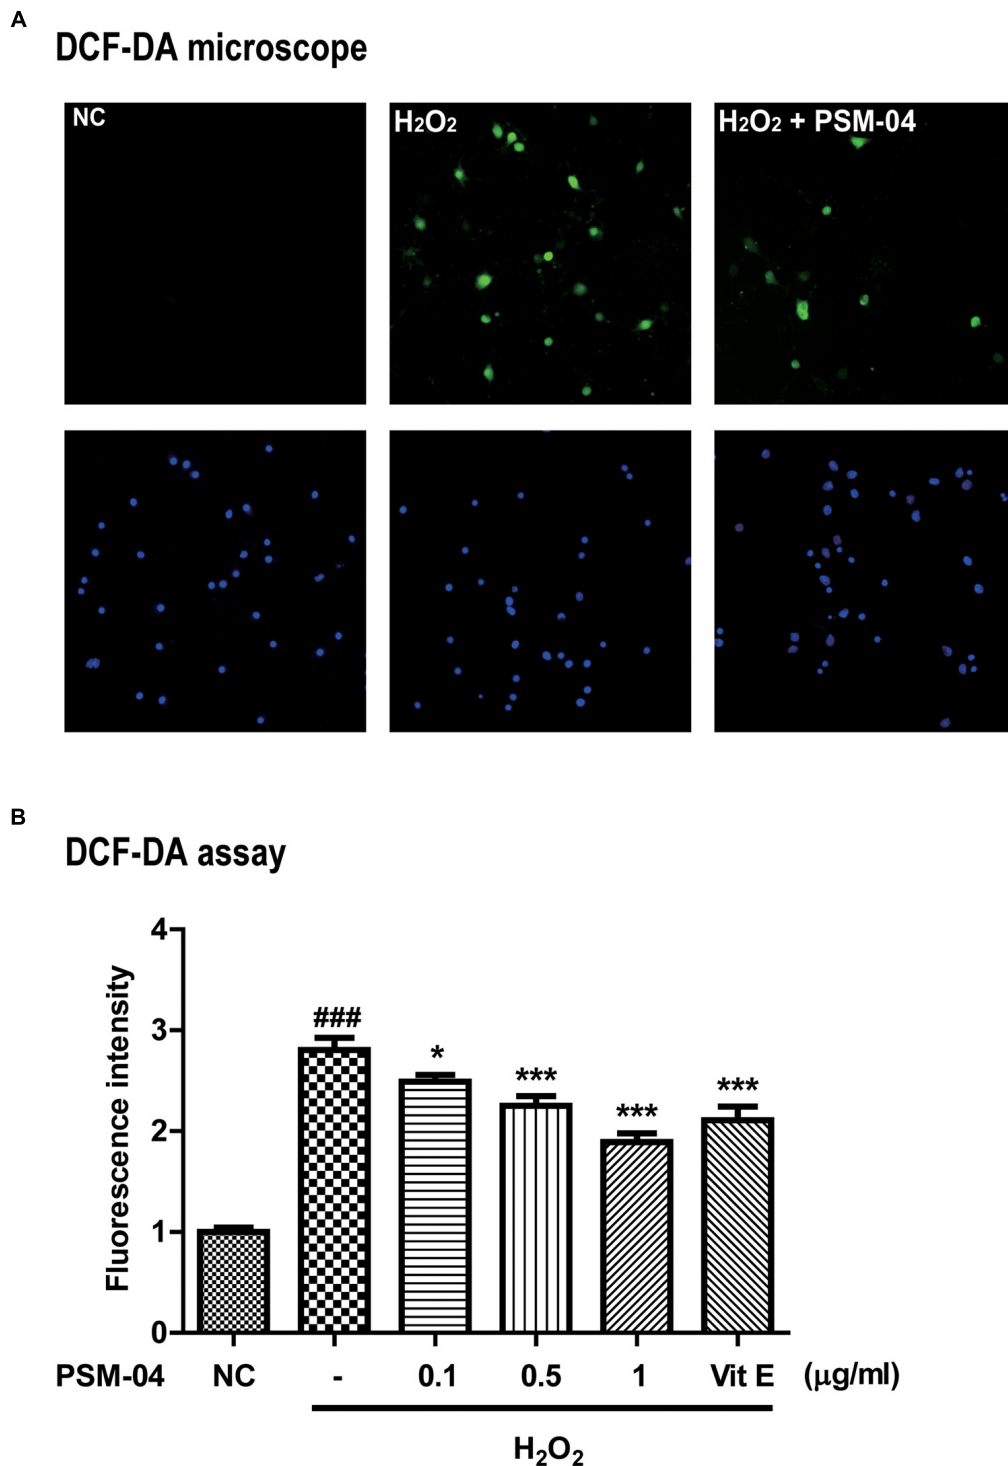 A
DCF-DA microscope
NC
H2O2
H2O2 + PSM-04
B
DCF-DA assay
Fluorescence intensity
4
3
2
1
0
###
*
***
***
***
PSM-04 NC - 0.1 0.5 1 Vit E (μg/ml)
H2O2